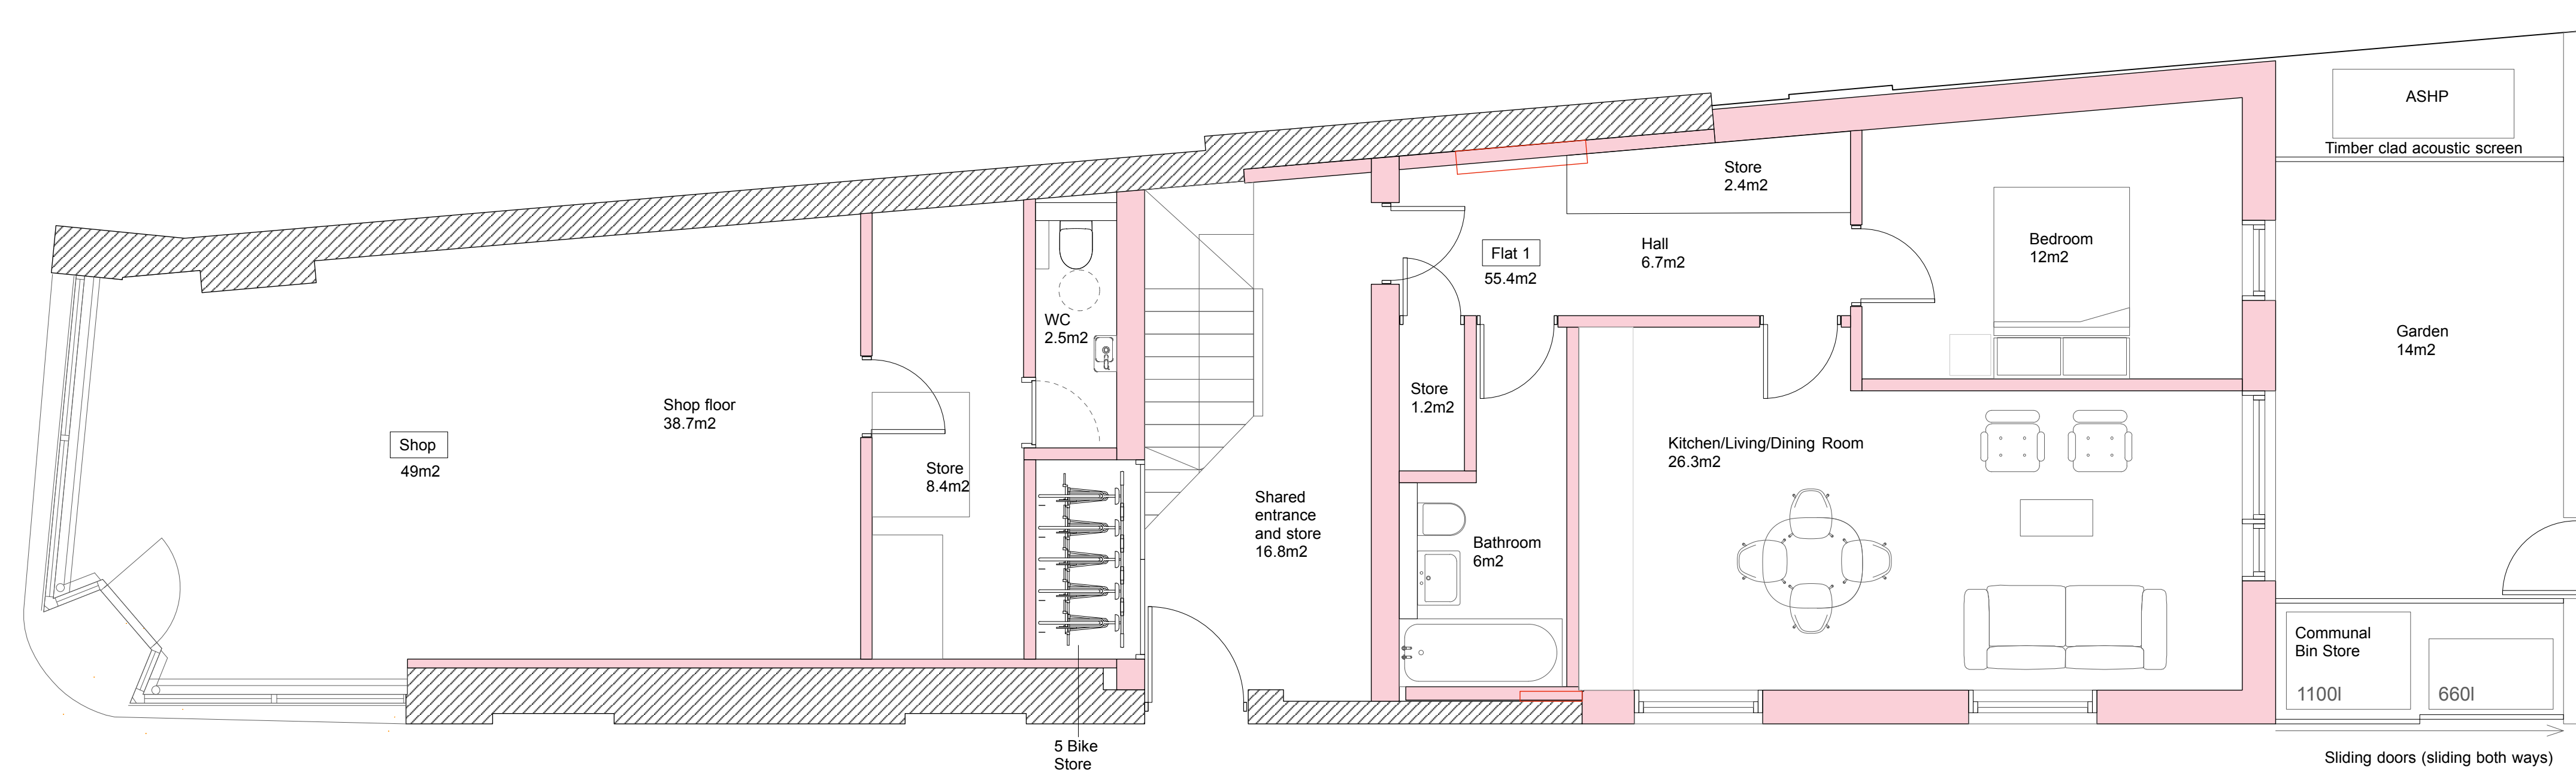 Shop
49m2
Shop floor
38.7m2
Store
8.4m2
WC
2.5m2
5 Bike
Store
Shared
entrance
and store
16.8m2
Flat 1
55.4m2
Hall
6.7m2
Store
2.4m2
Store
1.2m2
Bathroom
6m2
Kitchen/Living/Dining Room
26.3m2
Bedroom
12m2
ASHP
Timber clad acoustic screen
Garden
14m2
Communal
Bin Store
1100l
660l
Sliding doors (sliding both ways)